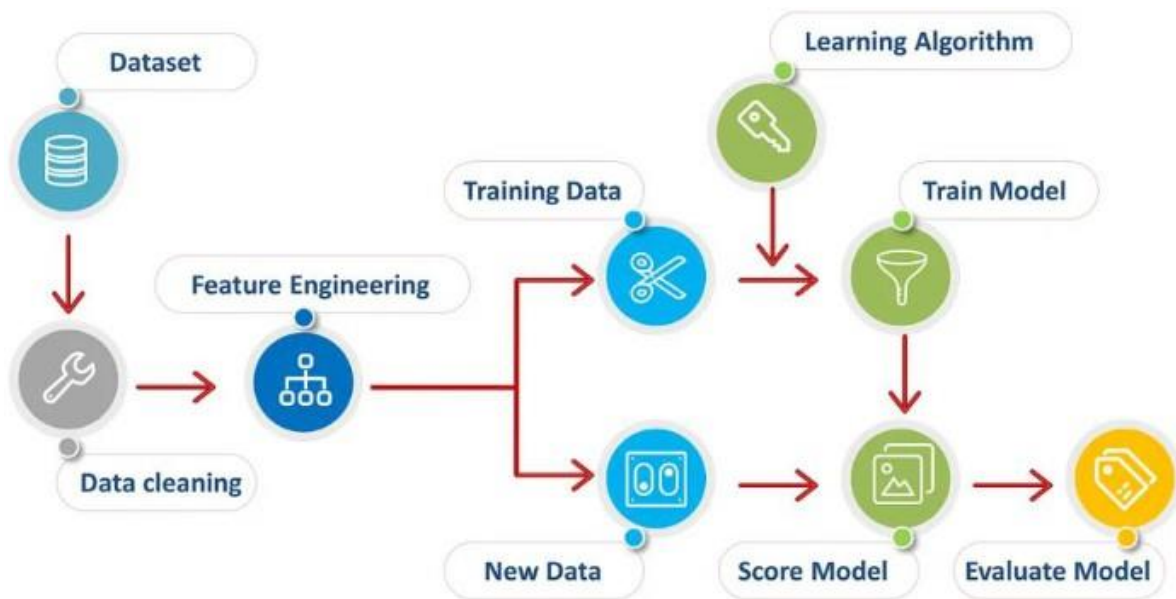 Dataset
Learning Algorithm
Training Data
Train Model
Feature Engineering
Data cleaning
New Data
Score Model
Evaluate Model